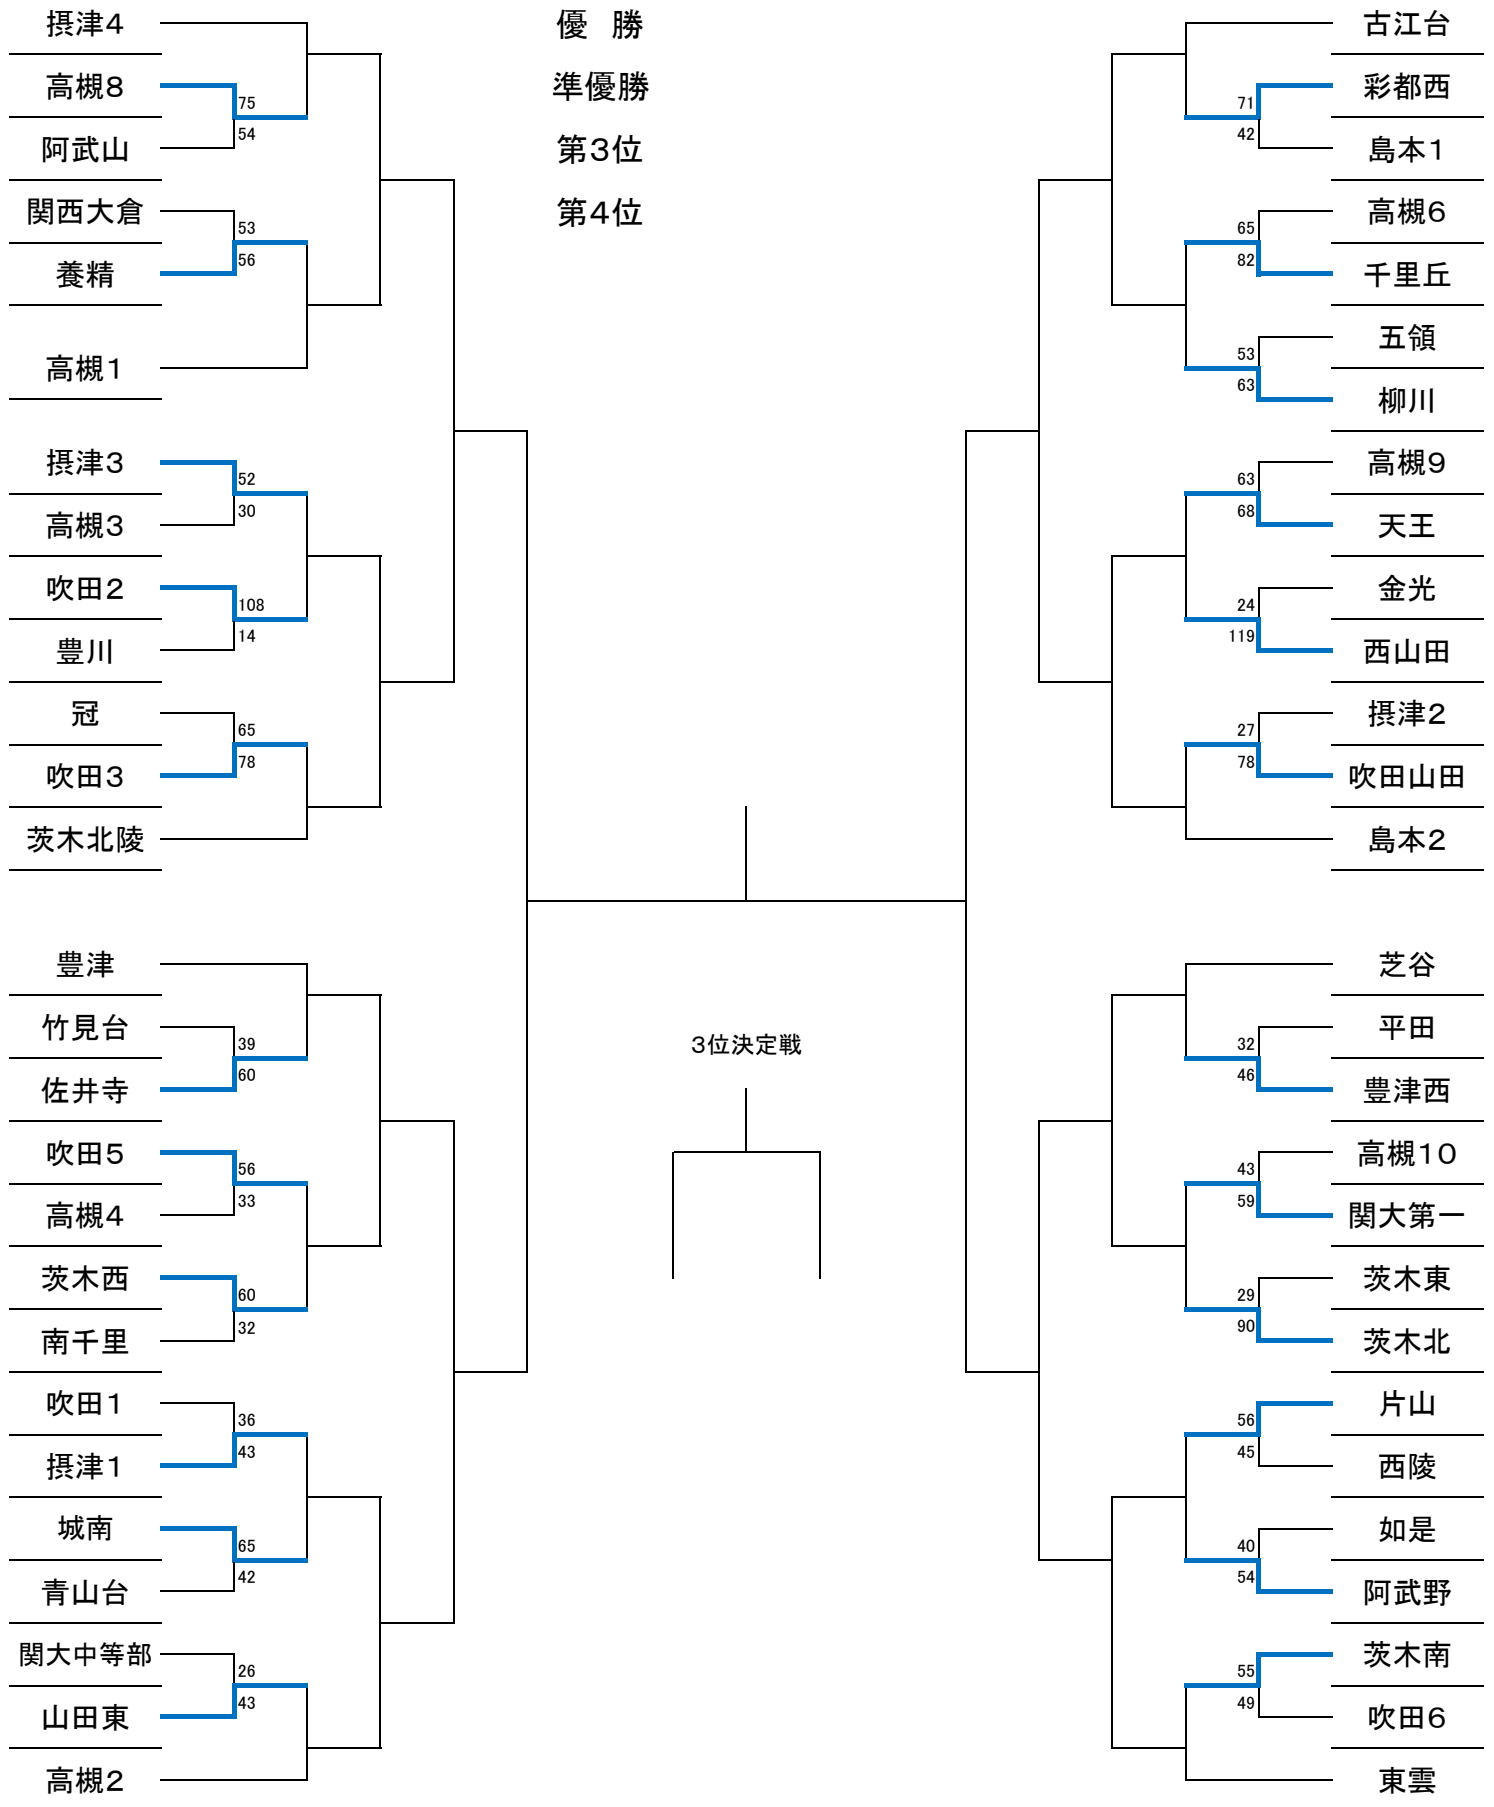 摂津4
高槻8
75
54
阿武山
関西大倉
53
56
養精
高槻1
摂津3
52
30
高槻3
吹田2
108
14
豊川
冠
65
78
吹田3
茨木北陵
豊津
竹見台
39
60
佐井寺
吹田5
56
33
高槻4
茨木西
60
32
南千里
吹田1
36
43
摂津1
城南
65
42
青山台
関大中等部
26
43
山田東
高槻2
優　勝
準優勝
第3位
第4位
3位決定戦
古江台
彩都西
71
42
島本1
高槻6
65
82
千里丘
五領
53
63
柳川
高槻9
63
68
天王
金光
24
119
西山田
摂津2
27
78
吹田山田
島本2
芝谷
平田
32
46
豊津西
高槻10
43
59
関大第一
茨木東
29
90
茨木北
片山
56
45
西陵
如是
40
54
阿武野
茨木南
55
49
吹田6
東雲